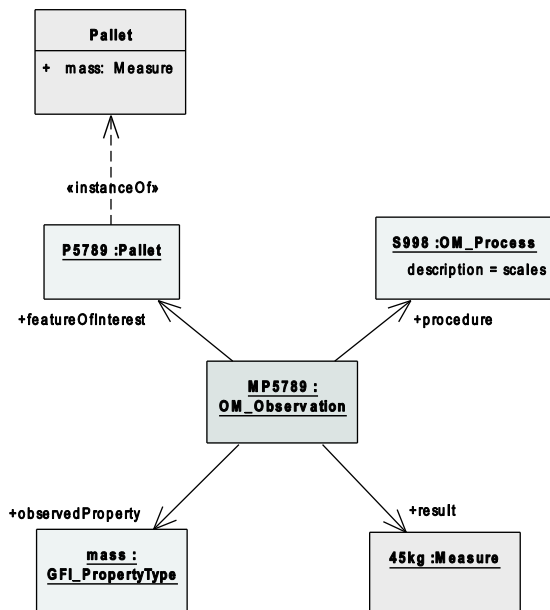 Pallet
+ mass: Measure
«instanceOf»
P5789 :Pallet
S998 :OM_Process
description = scales
+featureOfInterest
+procedure
MP5789 :
OM_Observation
+observedProperty
+result
mass :
GFI_PropertyType
45kg :Measure